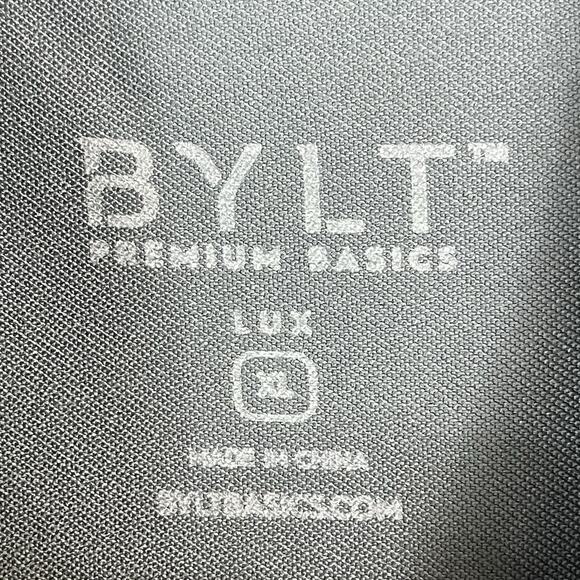 BYLT™
PREMIUM BASICS
LUX
XL
MADE IN CHINA
BYLTBASICS.COM